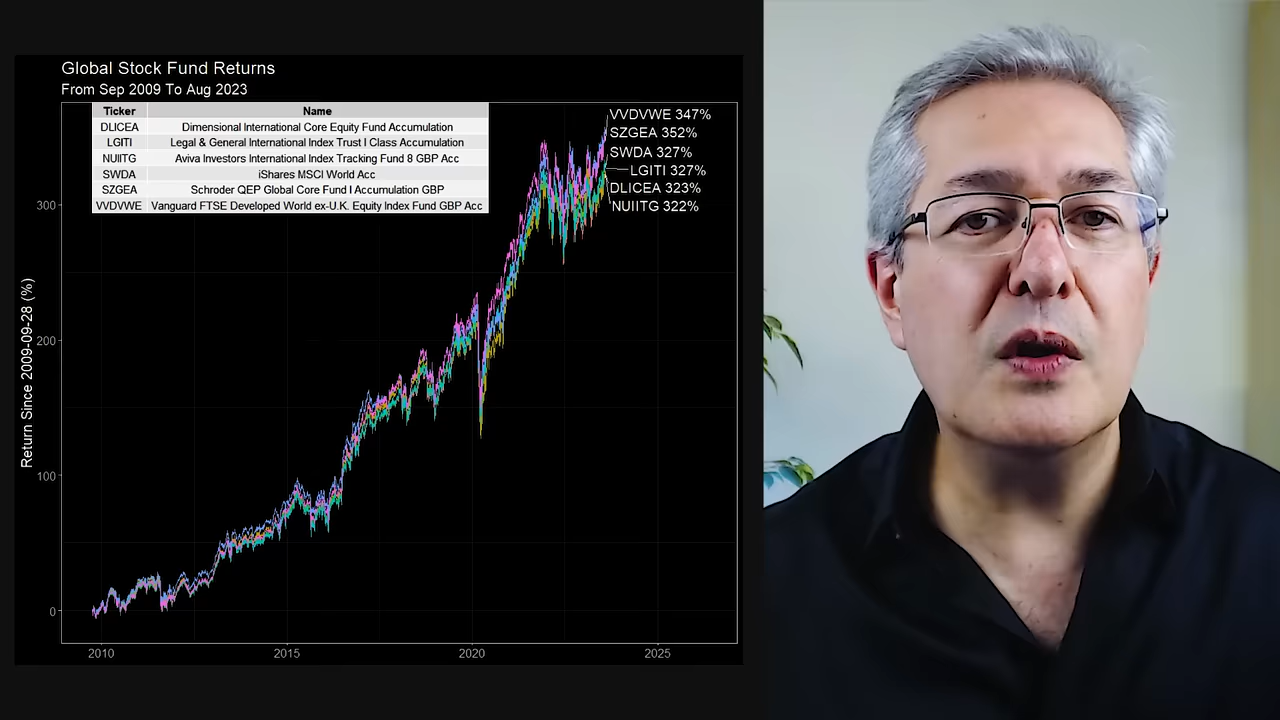 Global Stock Fund Returns
From Sep 2009 To Aug 2023
Ticker Name
DLICEA Dimensional International Core Equity Fund Accumulation
LGITI Legal & General International Index Trust I Class Accumulation
NUIITG Aviva Investors International Index Tracking Fund 8 GBP Acc
SWDA iShares MSCI World Acc
SZGEA Schroder QEP Global Core Fund I Accumulation GBP
VVDVWE Vanguard FTSE Developed World ex-U.K. Equity Index Fund GBP Acc
VVDVWE 347%
SZGEA 352%
SWDA 327%
LGITI 327%
DLICEA 323%
NUIITG 322%
Return Since 2009-09-28 (%)
300
200
100
0
2010 2015 2020 2025